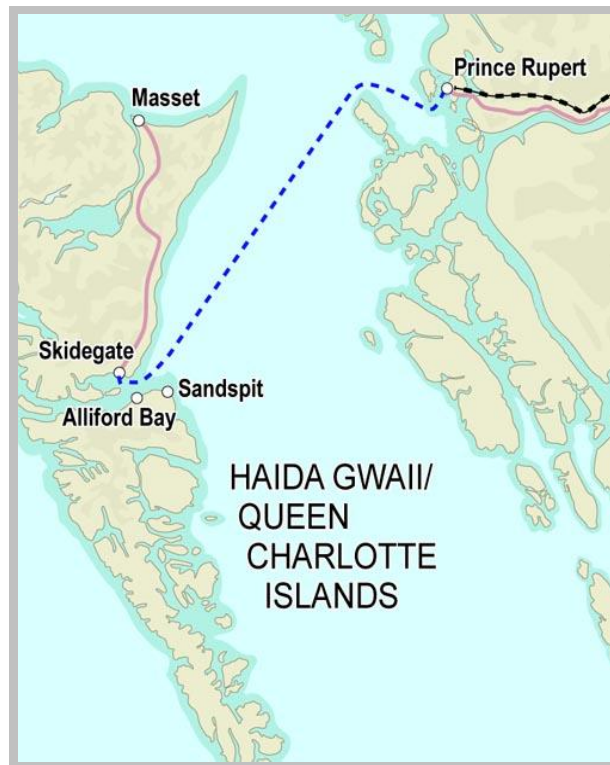 Prince Rupert
Masset
Skidegate
Sandspit
Alliford Bay
HAIDA GWAII/
QUEEN
CHARLOTTE
ISLANDS